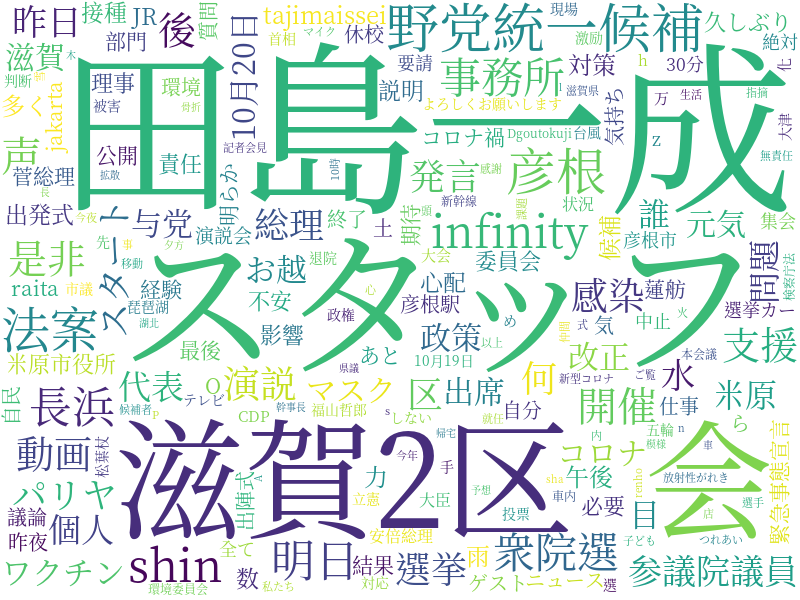 昨日
接種
JR
後
質問
tajimaissei
野党統一候補
現場
激励
久しぶり
絶対
滋賀
部門
首相
マイク
休校
要請
30分
h
化
判断
理事
環境
10月20日
事務所
説明
対策
滋賀県
多く
被害
骨折
よろしくお願いします
気持ち
万
生活
指摘
jakarta
田島一成
コロナ禍
Dgoutokuji
台風
z
大津
声
公開
責任
記者会見
10時
発言
彦根
感謝
無責任
菅総理
拡散
新幹線
課題
誰
元気
集会
出発式
与党
明らか
総理
終了
期待
状況
候補
彦根市
是非
スタート
演説会
土
infinity
問題
検察庁法
先
移動
夕方
お越
退院
大会
委員会
蓮舫
raita
市議
経験
不安
心配
感染
選挙カー
琵琶湖
スタッフ
政権
心
彦根駅
め
気
中止
火
法案
湖北
影響
政策
式
支援
最後
あと
10月19日
以上
本会議
米原市役所
県議
改正
新型コロナ
ご覧
自民
代表
O
演説
マスク
区
出席
何
水
米原
長浜
候補者
P
テレビ
CDP
幹事長
福山哲郎
s
しない
自分
開催
仕事
ら
就任
動画
松葉杖
滋賀2区
会
帰宅
今年
内
コロナ
五輪
n
模様
車
緊急事態宣言
パリヤ
出陣式
A
力
手
立憲
予想
午後
目
放射性がれき
選手
議論
個人
大臣
sha
車内
必要
renho
店
昨夜
安倍総理
投票
衆院選
子ども
つれあい
ワクチン
shin
全て
明日
結果
選挙
雨
参議院議員
環境委員会
数
私たち
対応
ゲスト
ニュース
選